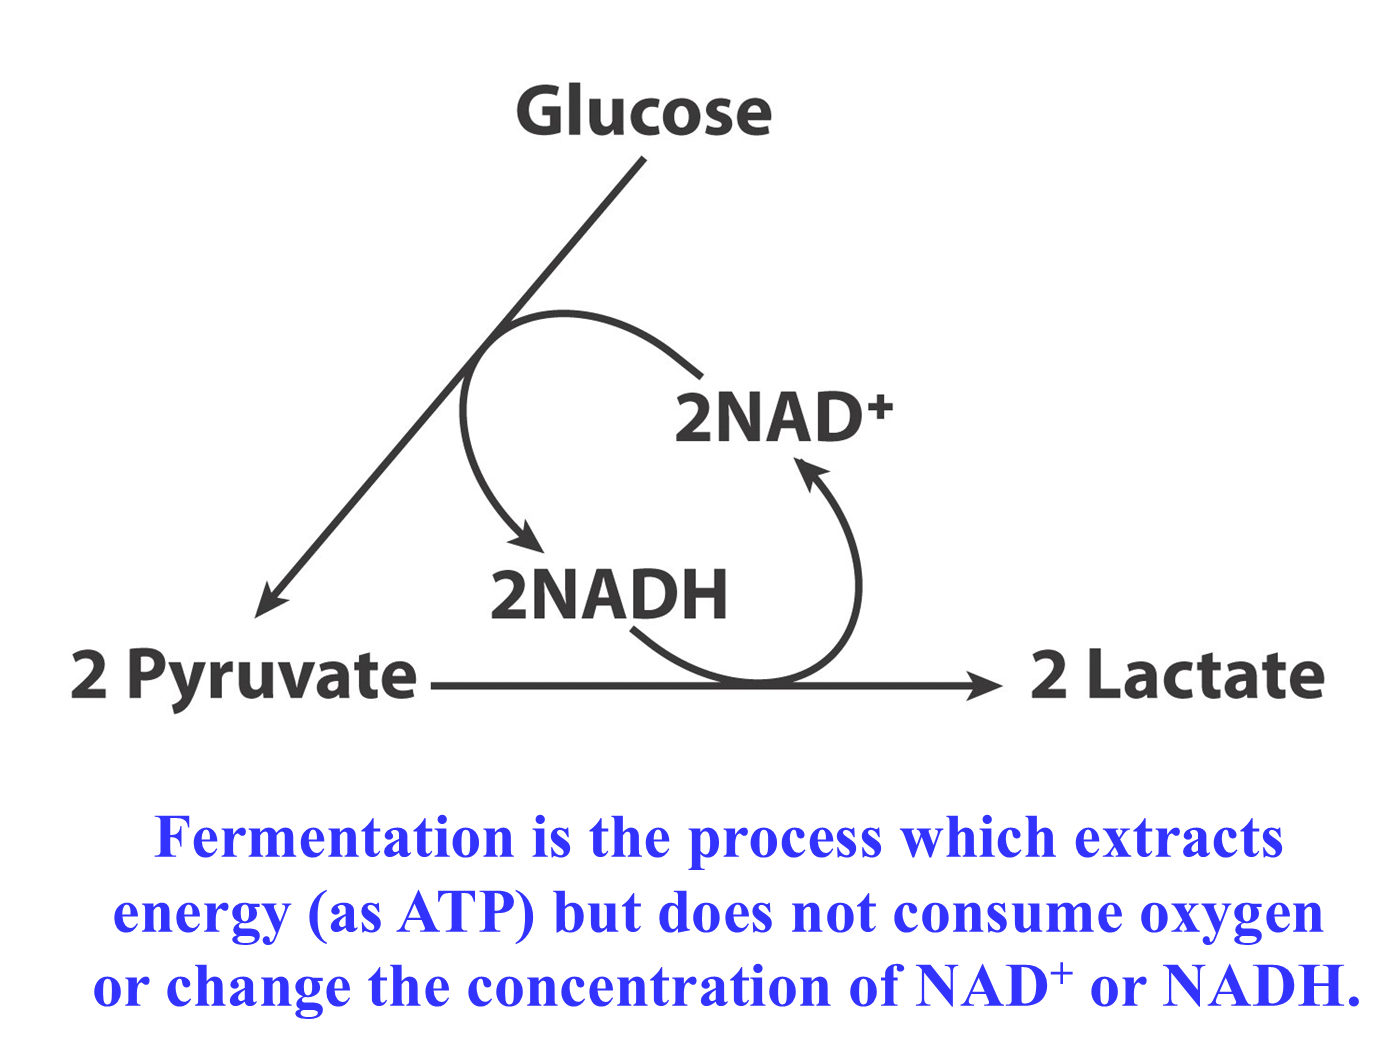 Glucose
2NAD⁺
2NADH
2 Pyruvate
2 Lactate
Fermentation is the process which extracts
energy (as ATP) but does not consume oxygen
or change the concentration of NAD⁺ or NADH.